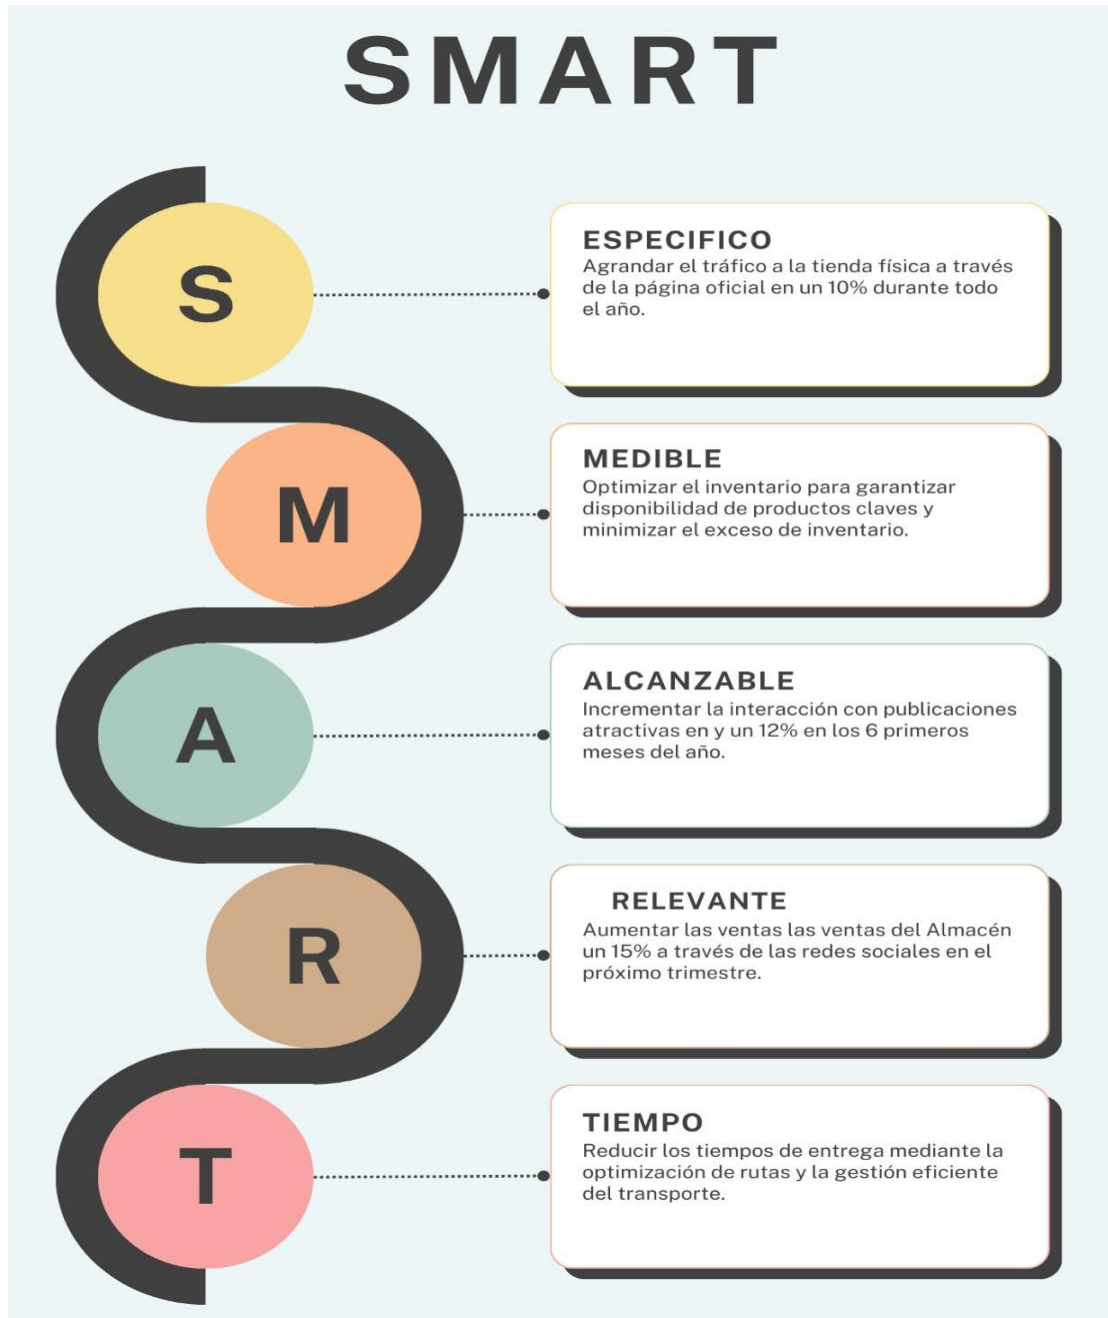 SMART
S
ESPECIFICO
Agrandar el tráfico a la tienda física a través
de la página oficial en un 10% durante todo
el año.
M
MEDIBLE
Optimizar el inventario para garantizar
disponibilidad de productos claves y
minimizar el exceso de inventario.
A
ALCANZABLE
Incrementar la interacción con publicaciones
atractivas en y un 12% en los 6 primeros
meses del año.
R
RELEVANTE
Aumentar las ventas las ventas del Almacén
un 15% a través de las redes sociales en el
próximo trimestre.
T
TIEMPO
Reducir los tiempos de entrega mediante la
optimización de rutas y la gestión eficiente
del transporte.